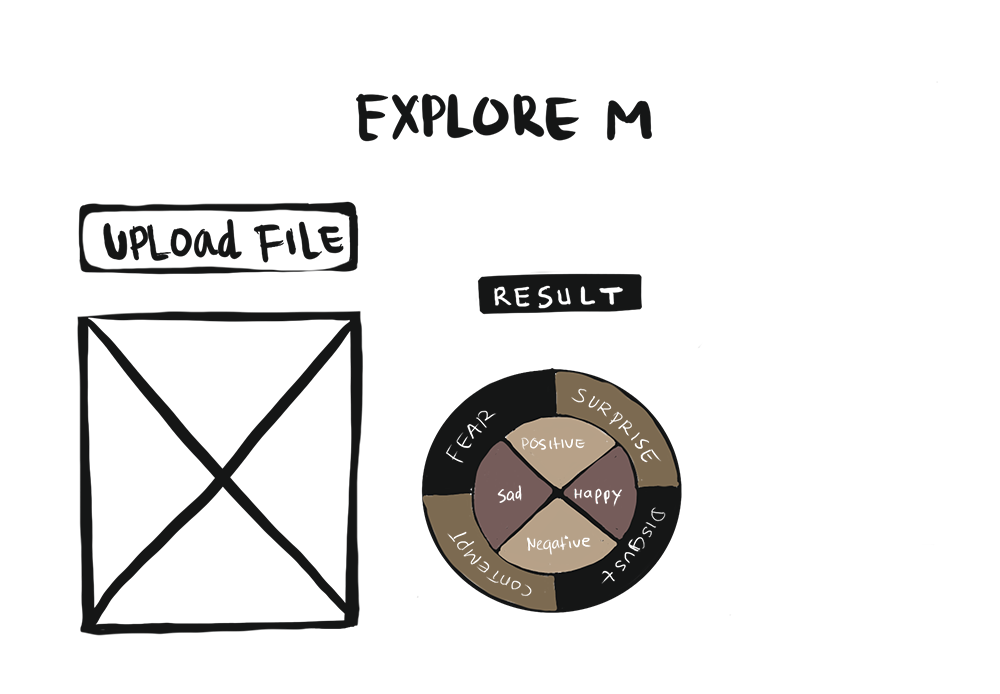 EXPLORE M
UPLOad FILE
RESULT
FEAR
SURPRISE
POSITIVE
Sad
Happy
Negative
CONTEMPT
DISgUST